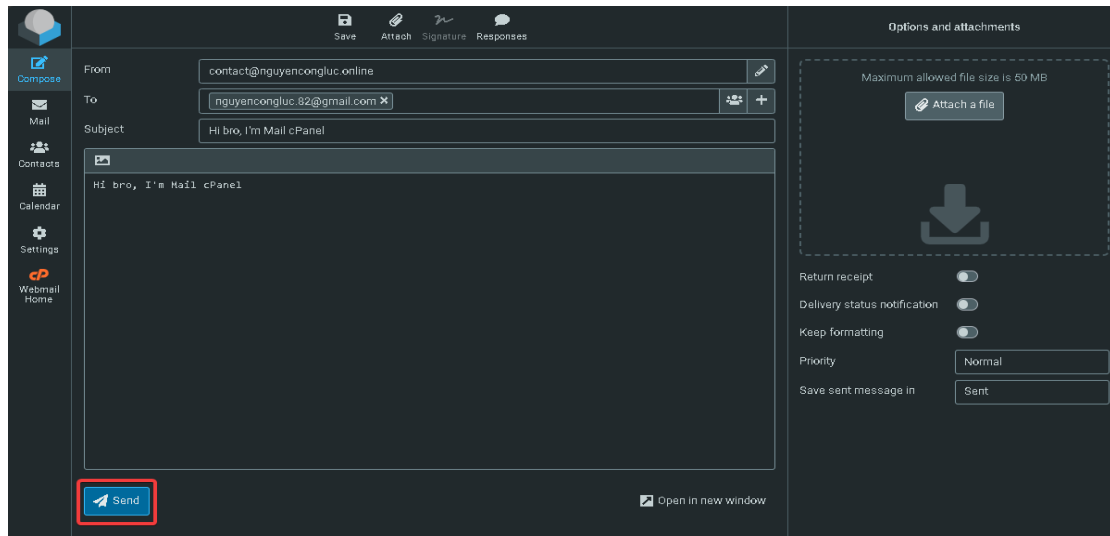 Save Attach Signature Responses
Options and attachments
Compose
Mail
Contacts
Calendar
Settings
cP
Webmail
Home
From contact@nguyencongluc.online
To nguyencongluc.82@gmail.com
Subject Hi bro, I'm Mail cPanel
Hi bro, I'm Mail cPanel
Send
Open in new window
Maximum allowed file size is 50 MB
Attach a file
Return receipt
Delivery status notification
Keep formatting
Priority Normal
Save sent message in Sent